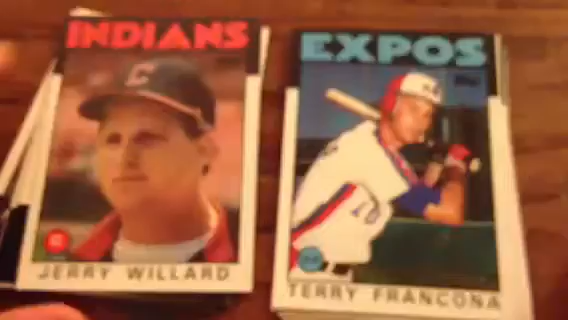 INDIANS
C
JERRY WILLARD
EXPOS
TERRY FRANCONA